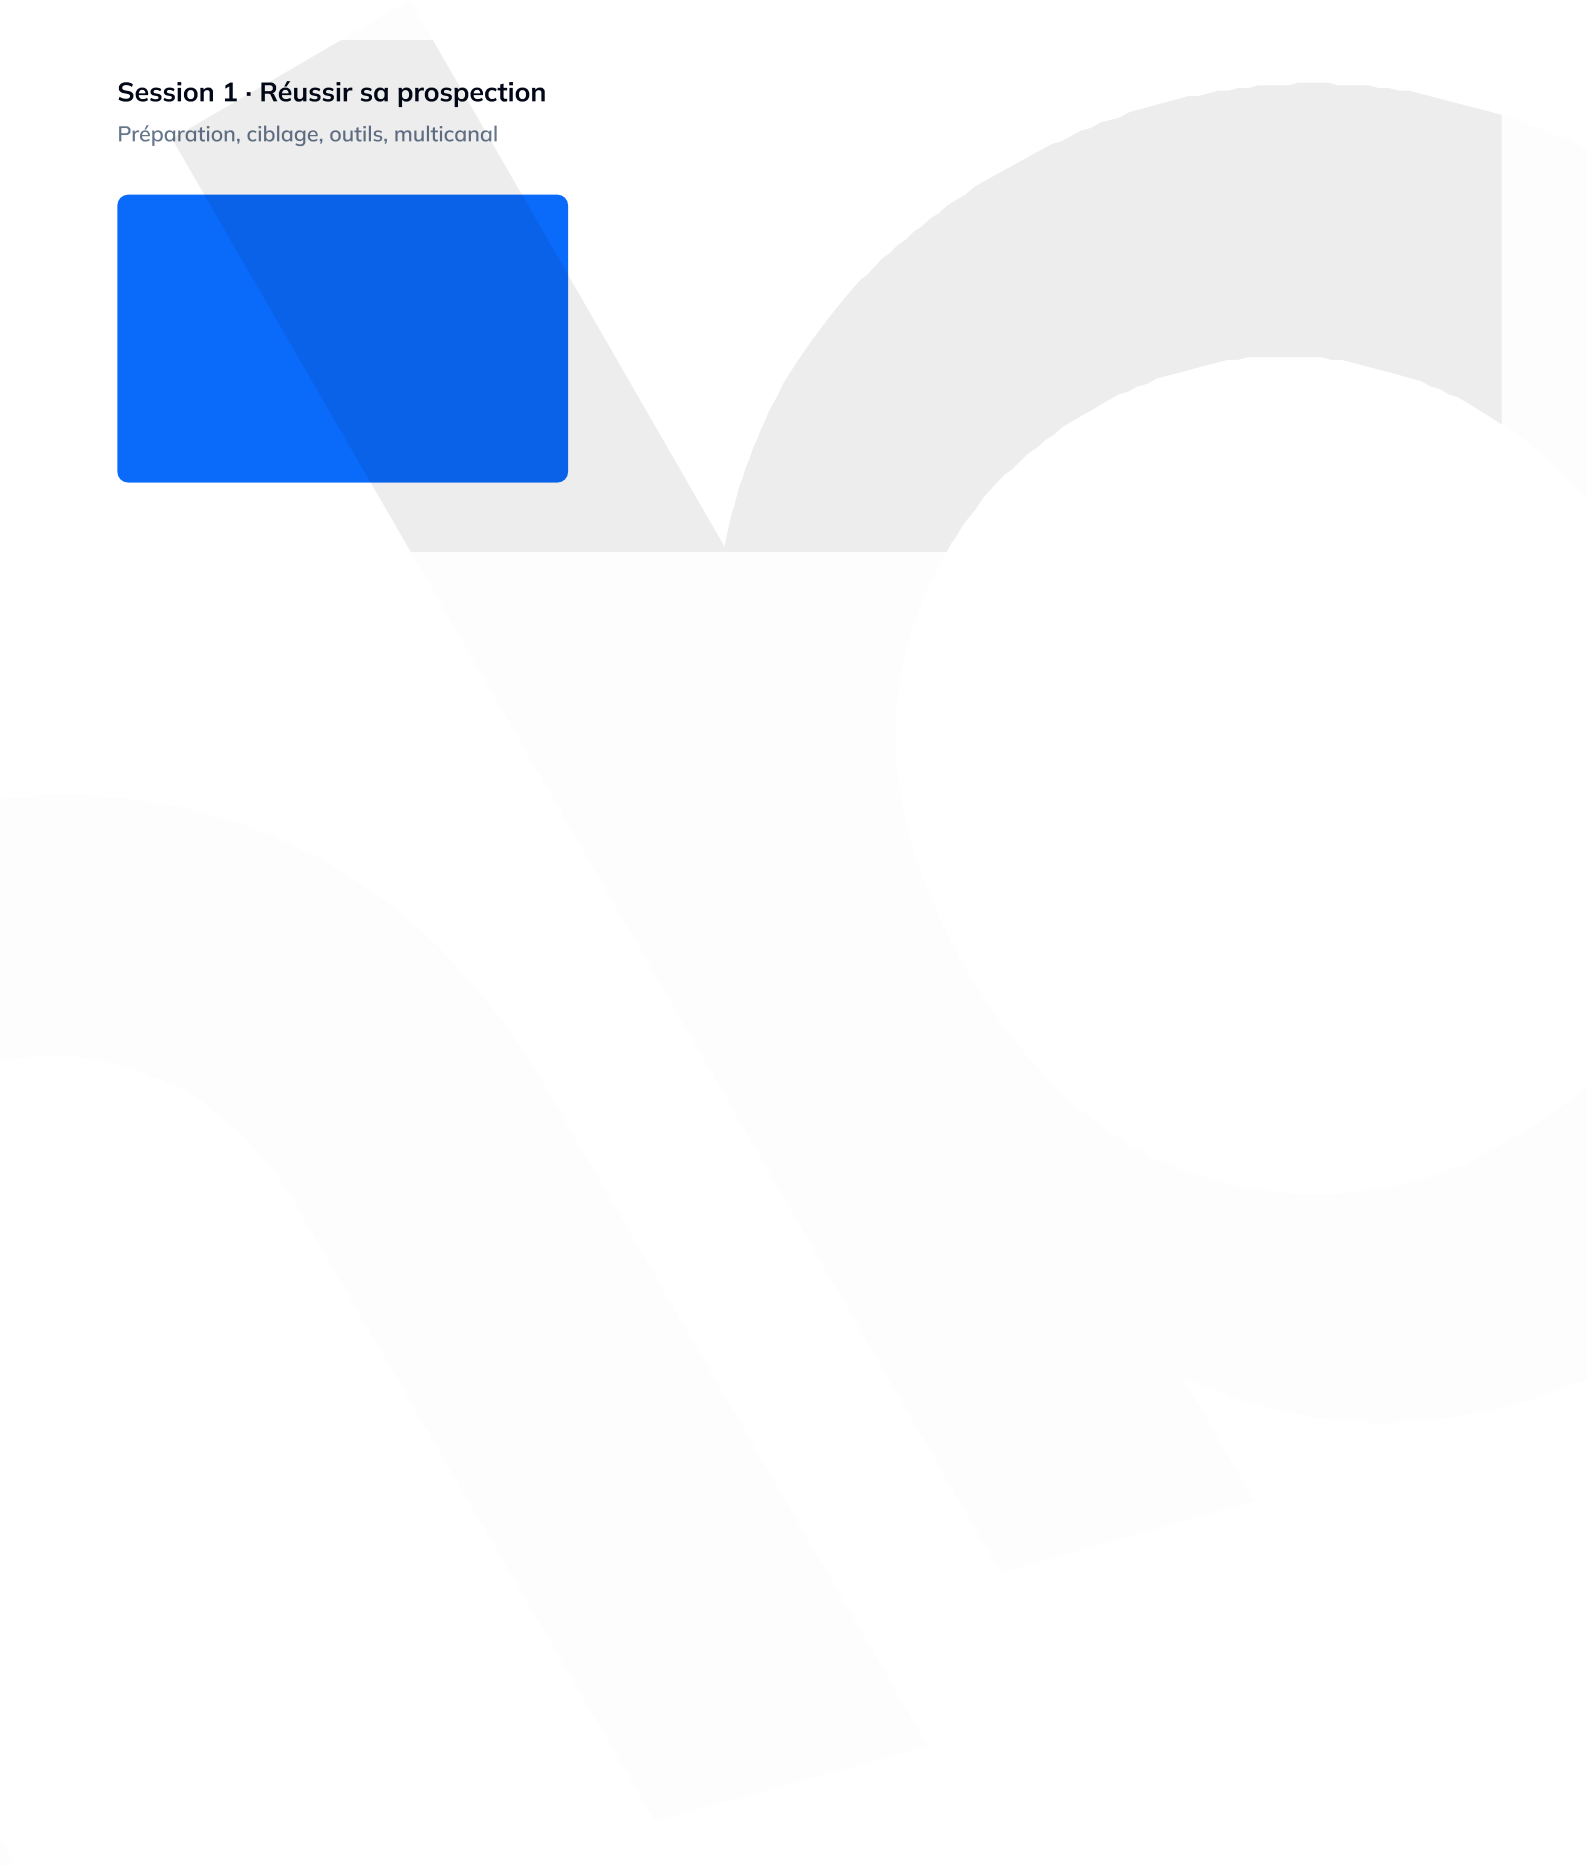 Session 1 · Réussir sa prospection
Préparation, ciblage, outils, multicanal